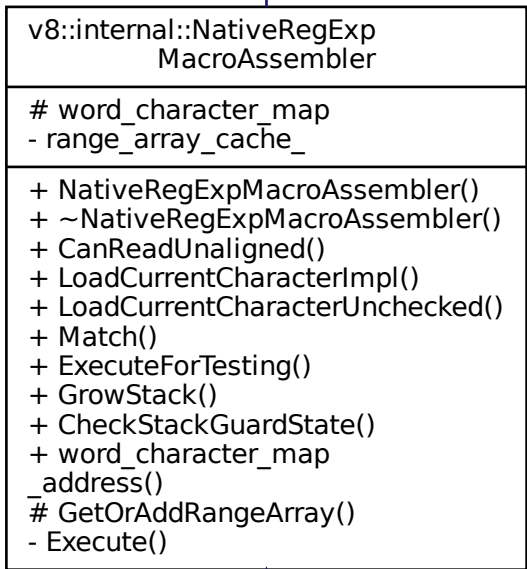 v8::internal::NativeRegExp
MacroAssembler
# word_character_map
- range_array_cache_
+ NativeRegExpMacroAssembler()
+ ~NativeRegExpMacroAssembler()
+ CanReadUnaligned()
+ LoadCurrentCharacterImpl()
+ LoadCurrentCharacterUnchecked()
+ Match()
+ ExecuteForTesting()
+ GrowStack()
+ CheckStackGuardState()
+ word_character_map
_address()
# GetOrAddRangeArray()
- Execute()